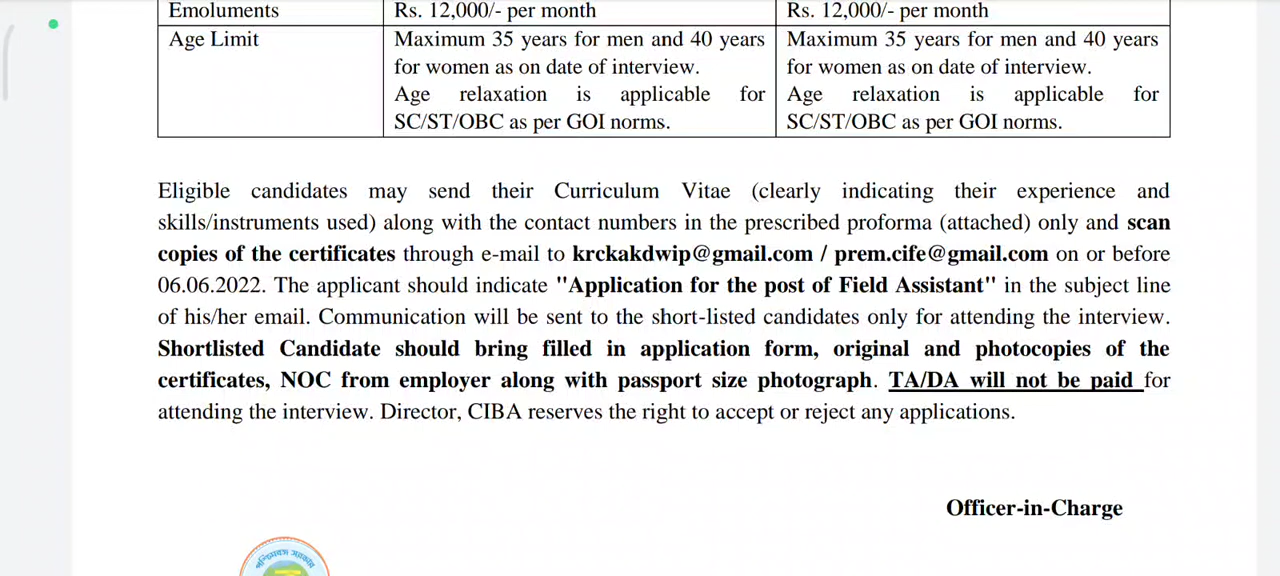 Emoluments Rs. 12,000/- per month Rs. 12,000/- per month
Age Limit Maximum 35 years for men and 40 years Maximum 35 years for men and 40 years
for women as on date of interview. for women as on date of interview.
Age relaxation is applicable for Age relaxation is applicable for
SC/ST/OBC as per GOI norms. SC/ST/OBC as per GOI norms.
Eligible candidates may send their Curriculum Vitae (clearly indicating their experience and
skills/instruments used) along with the contact numbers in the prescribed proforma (attached) only and scan
copies of the certificates through e-mail to krckakdwip@gmail.com / prem.cife@gmail.com on or before
06.06.2022. The applicant should indicate "Application for the post of Field Assistant" in the subject line
of his/her email. Communication will be sent to the short-listed candidates only for attending the interview.
Shortlisted Candidate should bring filled in application form, original and photocopies of the
certificates, NOC from employer along with passport size photograph. TA/DA will not be paid for
attending the interview. Director, CIBA reserves the right to accept or reject any applications.
Officer-in-Charge
পশ্চিমবঙ্গ সরকার